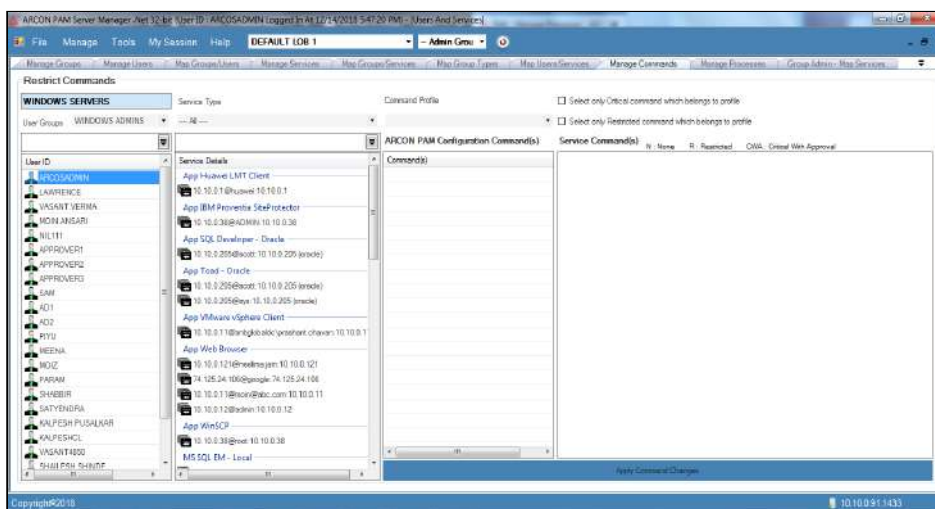 ARCON PAM Server Manager .Net 32-bit (User ID : ARCOSADMIN Logged In At 12/14/2018 5:47:20 PM) - [Users And Services]
File Manage Tools My Session Help DEFAULT LOB 1 -- Admin Grou
Manage Groups Manage Users Map Groups/Users Manage Services Map Groups/Services Map Group Types Map Users/Services Manage Commands Manage Processes Group Admin - Map Services
Restrict Commands
WINDOWS SERVERS Service Type Command Profile Select only Critical command which belongs to profile
User Groups WINDOWS ADMINS --- All --- Select only Restricted command which belongs to profile
ARCON PAM Configuration Command(s) Service Command(s) N : None R : Restricted CWA : Critical With Approval
User ID Service Details Command(s)
ARCOSADMIN
LAWRENCE
VASANT VERMA
MOIN ANSARI
NIL111
APPROVER1
APPROVER2
APPROVER3
SAM
AD1
AD2
PIYU
MEENA
MOIZ
PARAM
SHABBIR
SATYENDRA
KALPESH PUSALKAR
KALPESHCL
VASANT4850
SHAILESH SHINDE
App Huawei LMT Client
10.10.0.1@huawei:10.10.0.1
App IBM Proventia SiteProtector
10.10.0.38@ADMIN:10.10.0.38
App SQL Developer - Oracle
10.10.0.205@scott:10.10.0.205 (oracle)
App Toad - Oracle
10.10.0.205@scott:10.10.0.205 (oracle)
10.10.0.205@sys:10.10.0.205 (oracle)
App VMware vSphere Client
App Web Browser
10.10.0.121@neelima.jam:10.10.0.121
74.125.24.106@google:74.125.24.106
10.10.0.11@moin@abc.com:10.10.0.11
10.10.0.12@admin:10.10.0.12
App WinSCP
10.10.0.38@root:10.10.0.38
MS SQL EM - Local
Apply Command Changes
Copyright©2018 10.10.0.91,1433